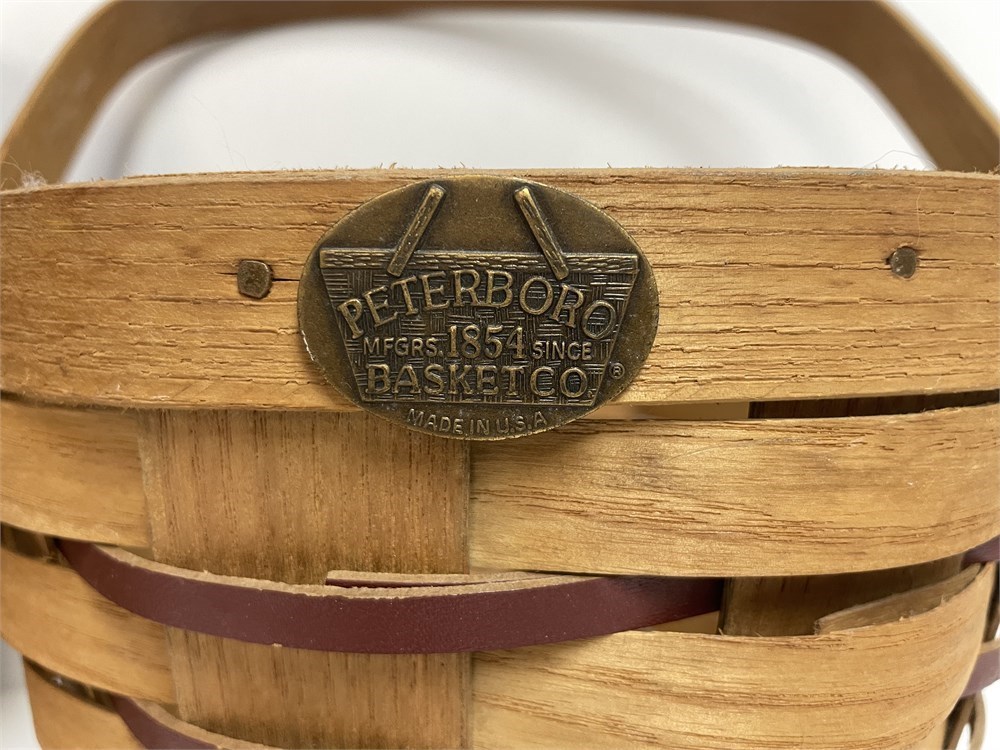 PETERBORO
MFGRS. 1854 SINCE
BASKET CO.®
MADE IN U.S.A